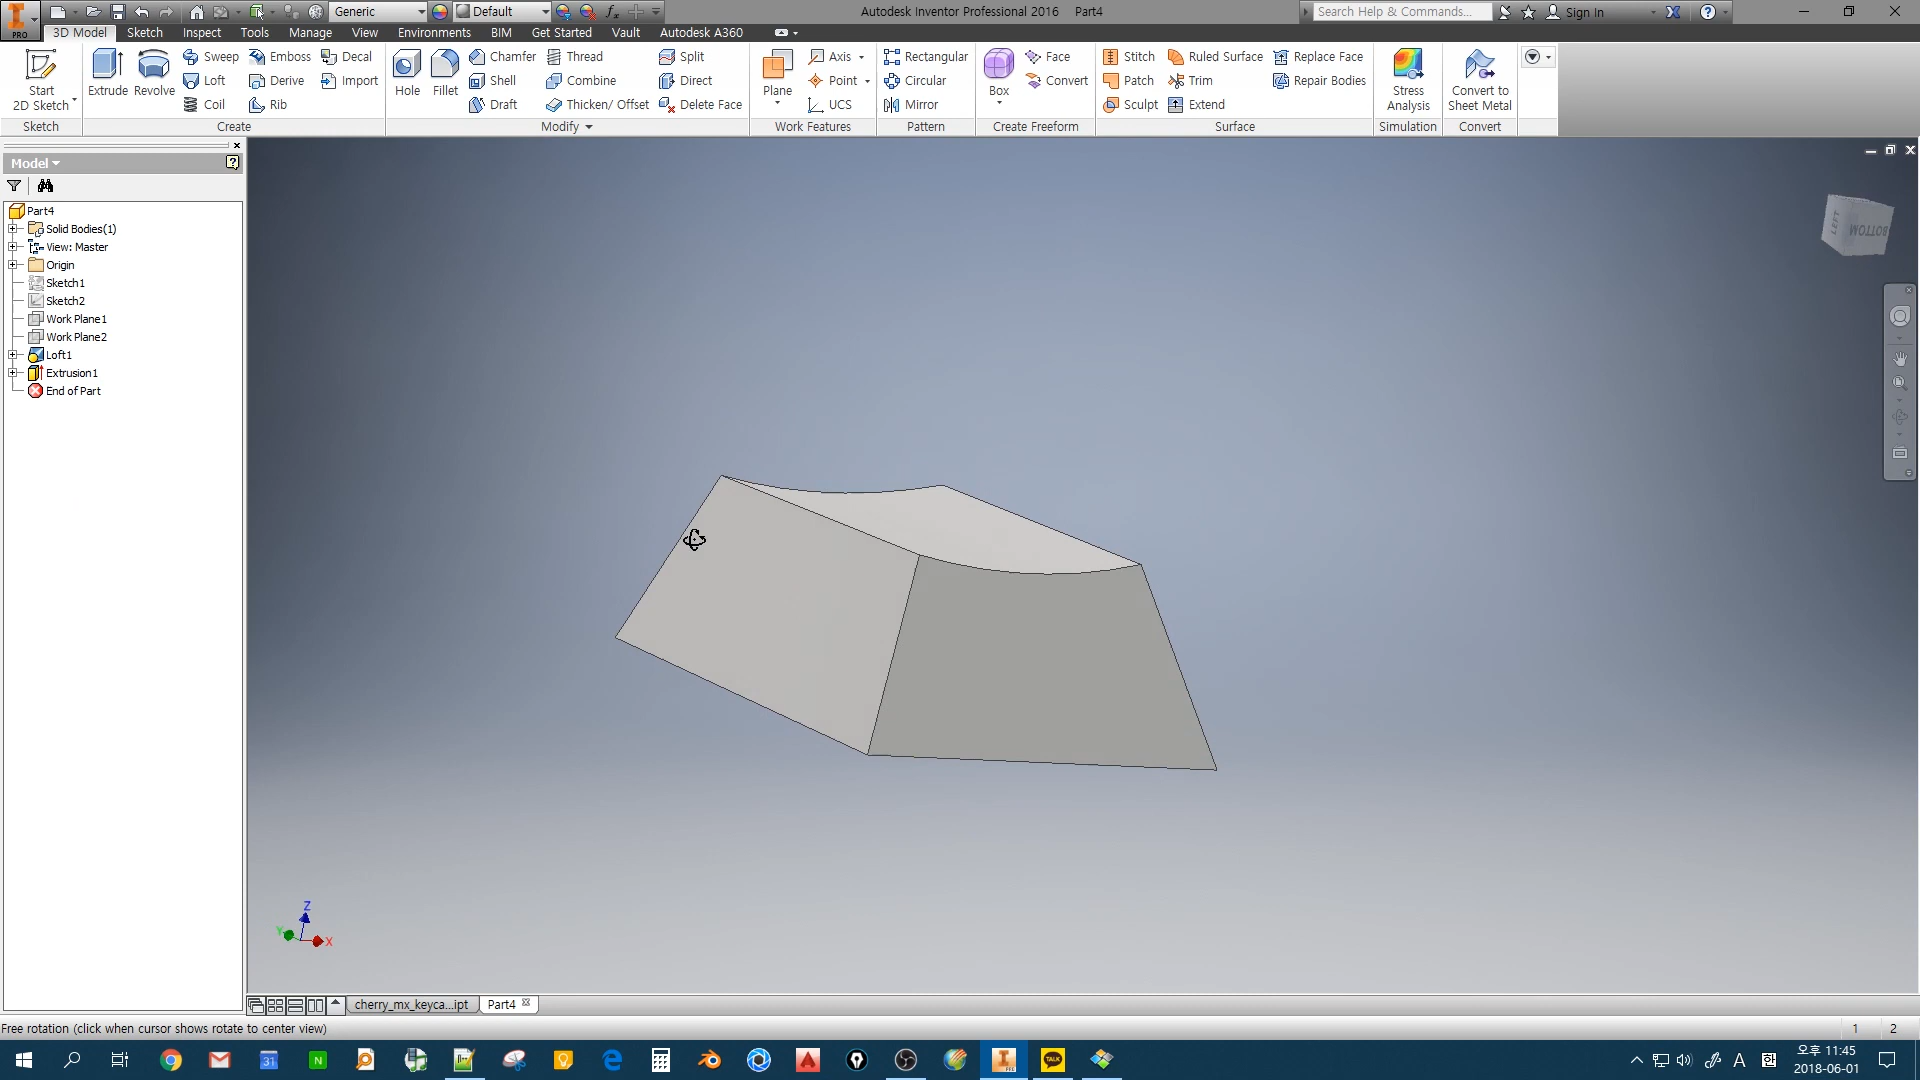 Generic
Default
Autodesk Inventor Professional 2016 Part4
Search Help & Commands...
Sign In
PRO
3D Model Sketch Inspect Tools Manage View Environments BIM Get Started Vault Autodesk A360
Start
2D Sketch
Extrude
Revolve
Sweep
Loft
Coil
Emboss
Derive
Rib
Decal
Import
Hole
Fillet
Chamfer
Shell
Draft
Thread
Combine
Thicken/ Offset
Split
Direct
Delete Face
Plane
Axis
Point
UCS
Rectangular
Circular
Mirror
Box
Face
Convert
Stitch
Patch
Sculpt
Ruled Surface
Trim
Extend
Replace Face
Repair Bodies
Stress
Analysis
Convert to
Sheet Metal
Sketch Create Modify Work Features Pattern Create Freeform Surface Simulation Convert
Model
Part4
Solid Bodies(1)
View: Master
Origin
Sketch1
Sketch2
Work Plane1
Work Plane2
Loft1
Extrusion1
End of Part
LEFT
BOTTOM
Z
Y
X
cherry_mx_keyca...ipt Part4
Free rotation (click when cursor shows rotate to center view)
1 2
31
N
TALK
A
오후 11:45
2018-06-01